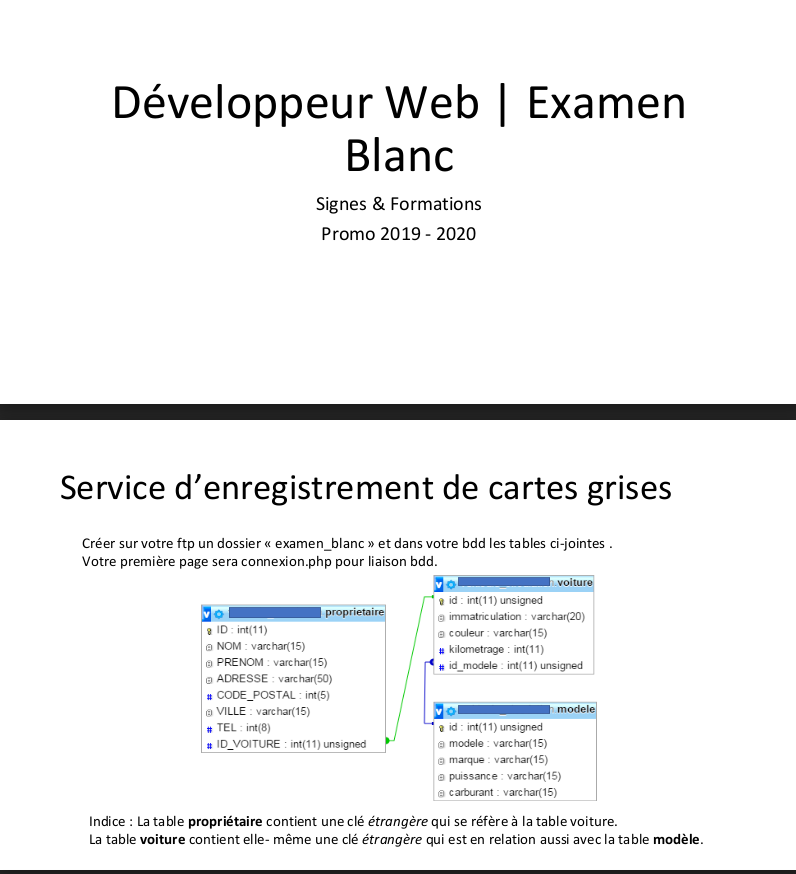 Développeur Web | Examen
Blanc
Signes & Formations
Promo 2019 - 2020
Service d’enregistrement de cartes grises
Créer sur votre ftp un dossier « examen_blanc » et dans votre bdd les tables ci-jointes .
Votre première page sera connexion.php pour liaison bdd.
proprietaire
ID : int(11)
NOM : varchar(15)
PRENOM : varchar(15)
ADRESSE : varchar(50)
CODE_POSTAL : int(5)
VILLE : varchar(15)
TEL : int(8)
ID_VOITURE : int(11) unsigned
voiture
id : int(11) unsigned
immatriculation : varchar(20)
couleur : varchar(15)
kilometrage : int(11)
id_modele : int(11) unsigned
modele
id : int(11) unsigned
modele : varchar(15)
marque : varchar(15)
puissance : varchar(15)
carburant : varchar(15)
Indice : La table propriétaire contient une clé étrangère qui se réfère à la table voiture.
La table voiture contient elle- même une clé étrangère qui est en relation aussi avec la table modèle.